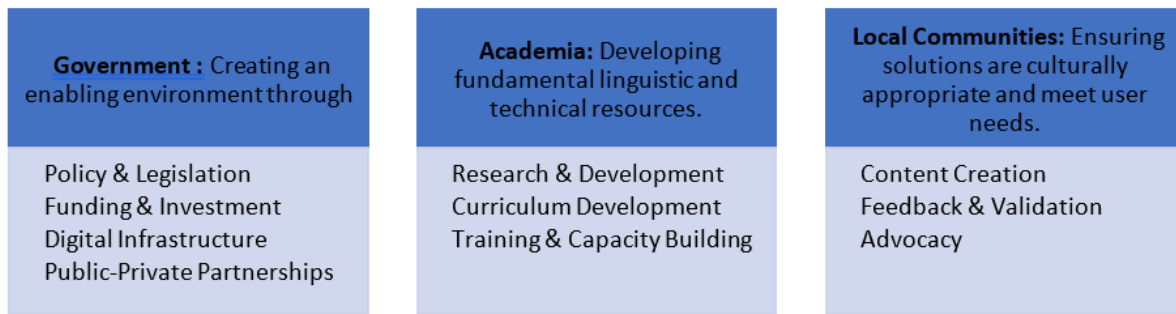 Government : Creating an
enabling environment through
Policy & Legislation
Funding & Investment
Digital Infrastructure
Public-Private Partnerships
Academia: Developing
fundamental linguistic and
technical resources.
Research & Development
Curriculum Development
Training & Capacity Building
Local Communities: Ensuring
solutions are culturally
appropriate and meet user
needs.
Content Creation
Feedback & Validation
Advocacy